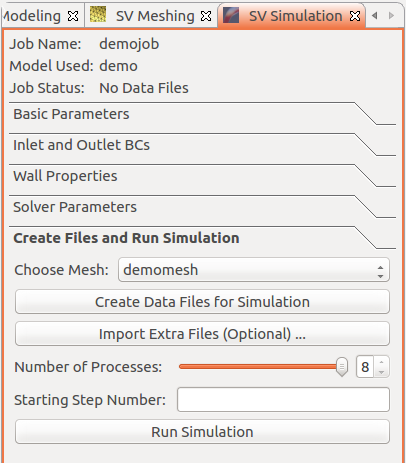 Modeling SV Meshing SV Simulation
Job Name: demojob
Model Used: demo
Job Status: No Data Files
Basic Parameters
Inlet and Outlet BCs
Wall Properties
Solver Parameters
Create Files and Run Simulation
Choose Mesh: demomesh
Create Data Files for Simulation
Import Extra Files (Optional) ...
Number of Processes: 8
Starting Step Number:
Run Simulation